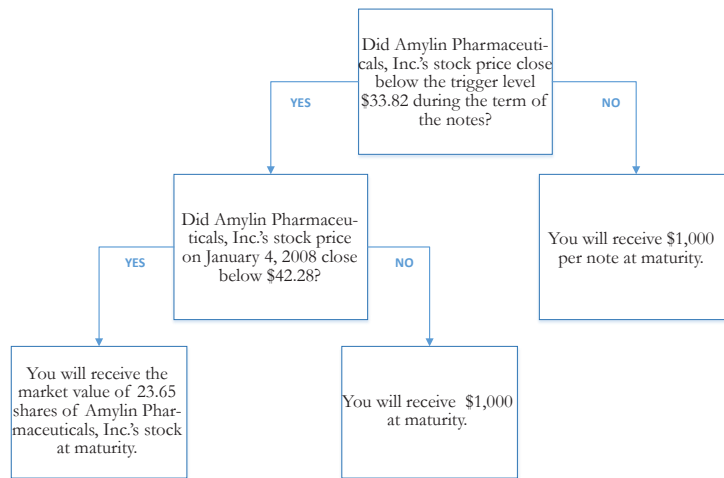 Did Amylin Pharmaceuti-
cals, Inc.'s stock price close
below the trigger level
$33.82 during the term of
the notes?
YES
NO
Did Amylin Pharmaceu-
ticals, Inc.'s stock price
on January 4, 2008 close
below $42.28?
You will receive $1,000
per note at maturity.
YES
NO
You will receive the
market value of 23.65
shares of Amylin Phar-
maceuticals, Inc.'s stock
at maturity.
You will receive $1,000
at maturity.